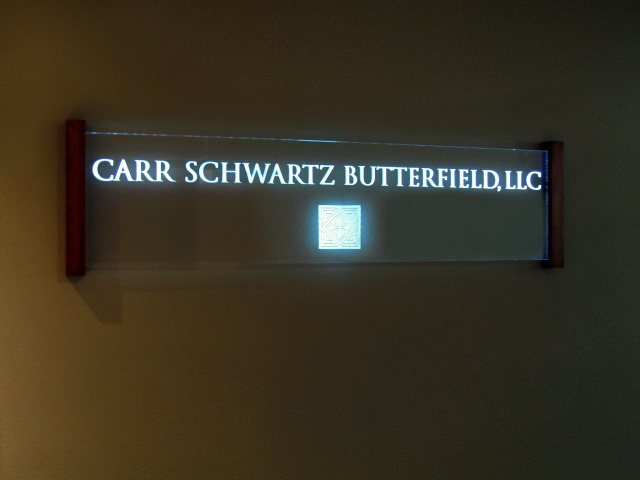 CARR SCHWARTZ BUTTERFIELD, LLC